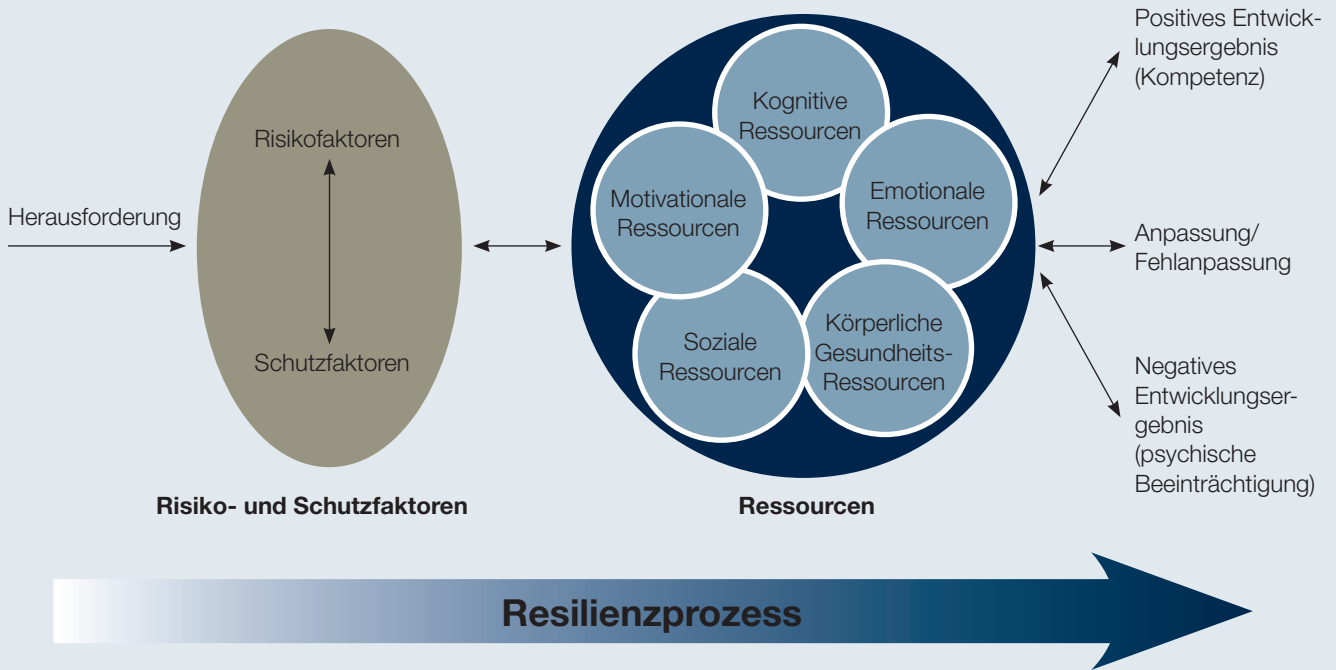 Herausforderung
Risikofaktoren
Schutzfaktoren
Risiko- und Schutzfaktoren
Kognitive
Ressourcen
Motivationale
Ressourcen
Emotionale
Ressourcen
Soziale
Ressourcen
Körperliche
Gesundheits-
Ressourcen
Ressourcen
Positives Entwick-
lungsergebnis
(Kompetenz)
Anpassung/
Fehlanpassung
Negatives
Entwicklungser-
gebnis
(psychische
Beeinträchtigung)
Resilienzprozess